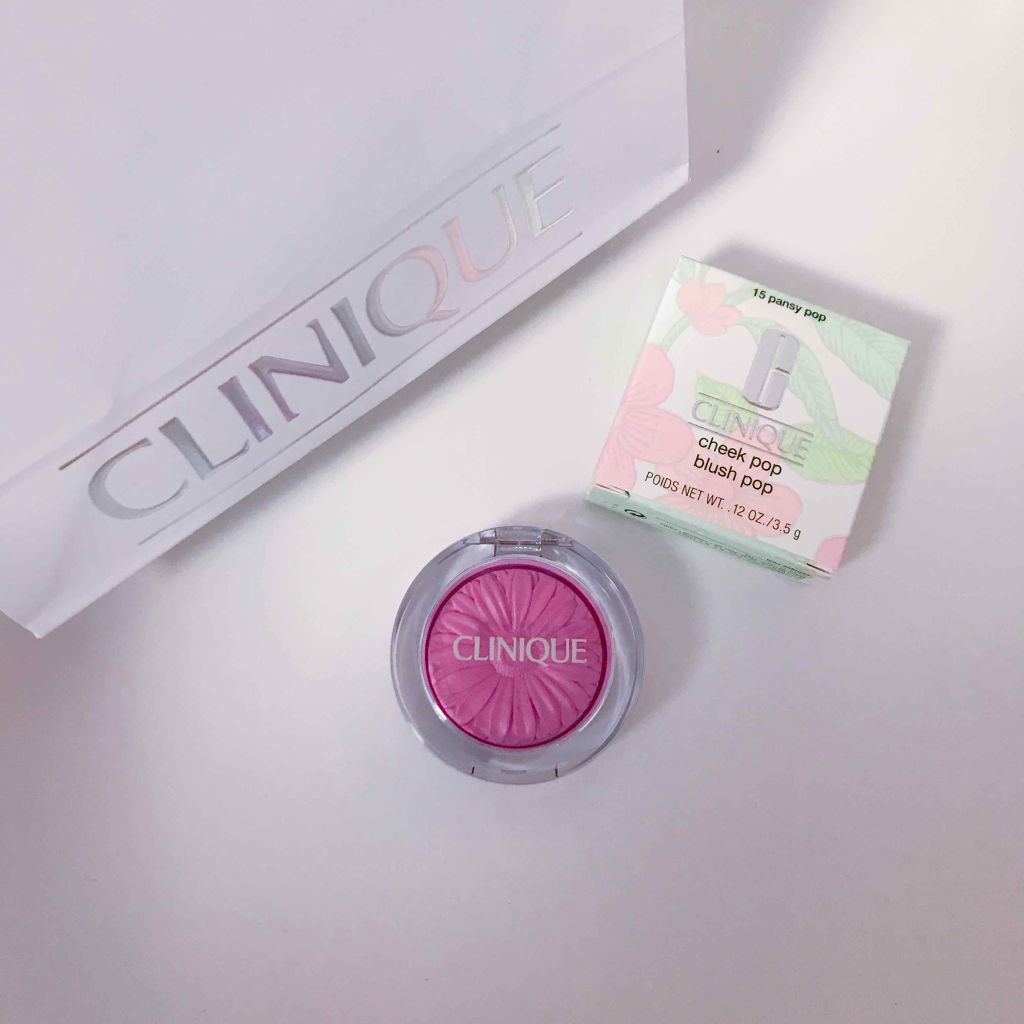 CLINIQUE
15 pansy pop
CLINIQUE
cheek pop
blush pop
POIDS NET WT. .12 OZ./3.5 g
CLINIQUE